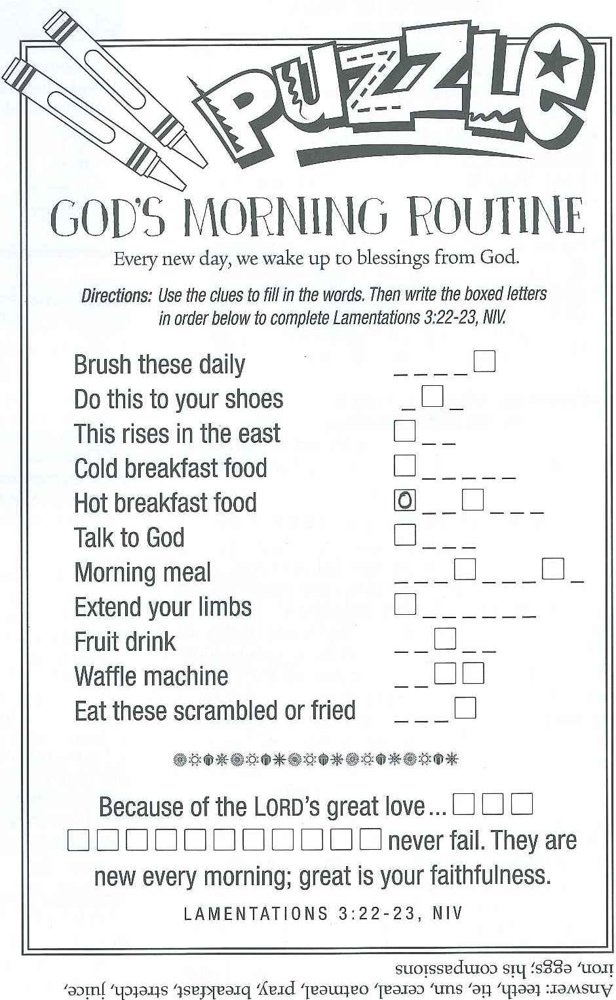 PUZZLE
GOD'S MORNING ROUTINE
Every new day, we wake up to blessings from God.
Directions: Use the clues to fill in the words. Then write the boxed letters
in order below to complete Lamentations 3:22-23, NIV.
Brush these daily _ _ _ _ □
Do this to your shoes _ □ _
This rises in the east □ _ _
Cold breakfast food □ _ _ _ _ _
Hot breakfast food O _ _ □ _ _ _
Talk to God □ _ _ _
Morning meal _ _ _ □ _ _ _ □ _
Extend your limbs □ _ _ _ _ _ _
Fruit drink _ _ □ _ _
Waffle machine _ _ □ □
Eat these scrambled or fried _ _ _ □
Because of the LORD's great love... □ □ □
□ □ □ □ □ □ □ □ □ □ □ never fail. They are
new every morning; great is your faithfulness.
LAMENTATIONS 3:22-23, NIV
Answer: teeth, tie, sun, cereal, oatmeal, pray, breakfast, stretch, juice,
iron, eggs; his compassions